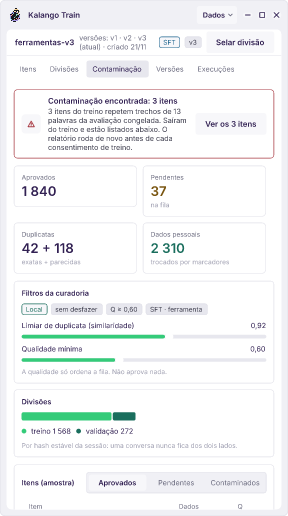 Kalango Train
Dados
ferramentas-v3
versões: v1 · v2 · v3
(atual) · criado 21/11
SFT
v3
Selar divisão
Itens
Divisões
Contaminação
Versões
Execuções
Contaminação encontrada: 3 itens
3 itens do treino repetem trechos de 13
palavras da avaliação congelada. Saíram
do treino e estão listados abaixo. O
relatório roda de novo antes de cada
consentimento de treino.
Ver os 3 itens
Aprovados
1 840
Pendentes
37
na fila
Duplicatas
42 + 118
exatas + parecidas
Dados pessoais
2 310
trocados por marcadores
Filtros da curadoria
Local
sem desfazer
Q ≥ 0,60
SFT · ferramenta
Limiar de duplicata (similaridade)
0,92
Qualidade mínima
0,60
A qualidade só ordena a fila. Não aprova nada.
Divisões
treino 1 568
validação 272
Por hash estável da sessão: uma conversa nunca fica dos dois lados.
Itens (amostra)
Aprovados
Pendentes
Contaminados
Item
Dados
Q